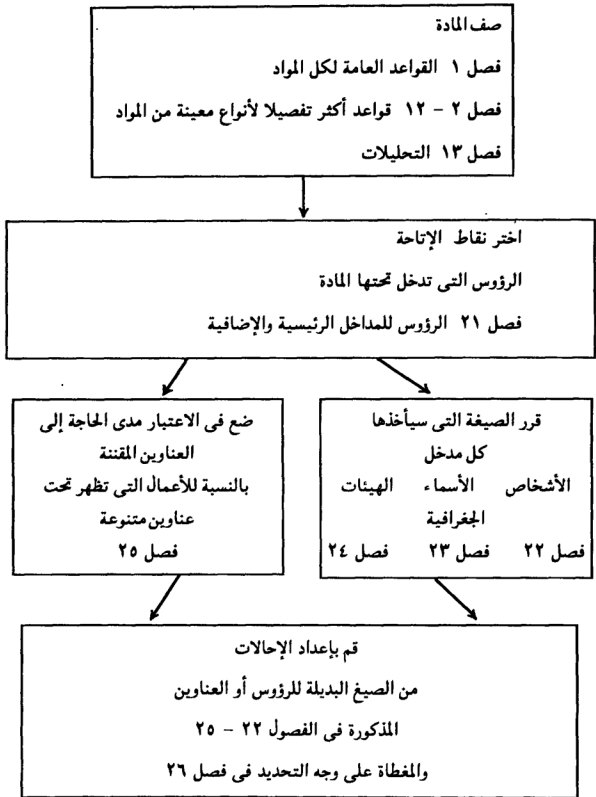 صف المادة
فصل ١ القواعد العامة لكل المواد
فصل ٢ - ١٢ قواعد أكثر تفصيلا لأنواع معينة من المواد
فصل ١٣ التحليلات
اختر نقاط الإتاحة
الرؤوس التى تدخل تحتها المادة
فصل ٢١ الرؤوس للمداخل الرئيسية والإضافية
قرر الصيغة التى سيأخذها
كل مدخل
الأشخاص الأسماء الهيئات
الجغرافية
فصل ٢٢ فصل ٢٣ فصل ٢٤
ضع فى الاعتبار مدى الحاجة إلى
العناوين المقننة
بالنسبة للأعمال التى تظهر تحت
عناوين متنوعة
فصل ٢٥
قم بإعداد الإحالات
من الصيغ البديلة للرؤوس أو العناوين
المذكورة فى الفصول ٢٢ - ٢٥
والمغطاة على وجه التحديد فى فصل ٢٦